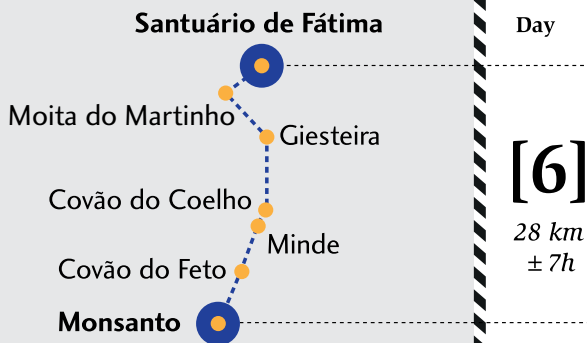 Santuário de Fátima
Day
Moita do Martinho
Giesteira
[6]
Covão do Coelho
28 km
Minde
± 7h
Covão do Feto
Monsanto